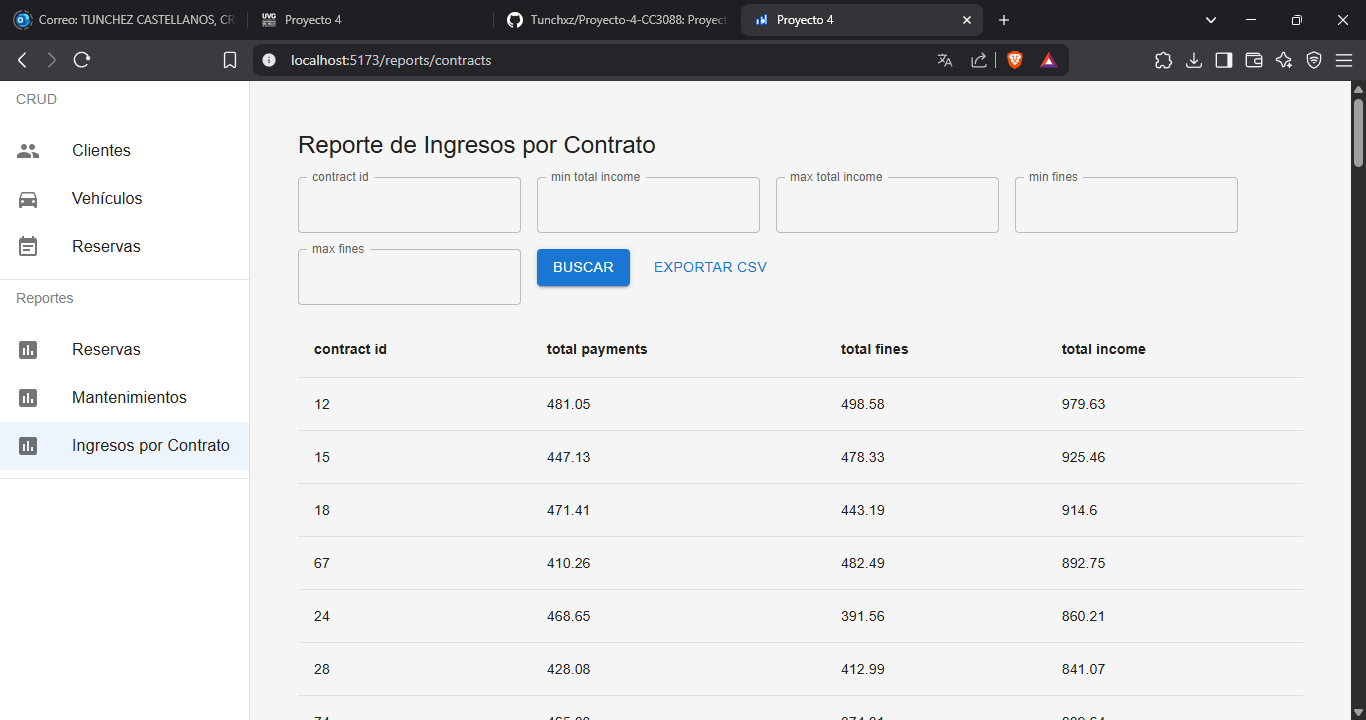 Correo: TUNCHEZ CASTELLANOS, CR
UVG
Proyecto 4
Tunchxz/Proyecto-4-CC3088: Proyect
Proyecto 4
localhost:5173/reports/contracts
CRUD
Clientes
Vehículos
Reservas
Reportes
Reservas
Mantenimientos
Ingresos por Contrato
Reporte de Ingresos por Contrato
contract id min total income max total income min fines
max fines
BUSCAR EXPORTAR CSV
contract id total payments total fines total income
12 481.05 498.58 979.63
15 447.13 478.33 925.46
18 471.41 443.19 914.6
67 410.26 482.49 892.75
24 468.65 391.56 860.21
28 428.08 412.99 841.07